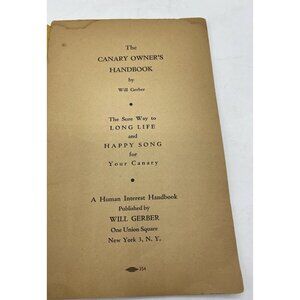 The
CANARY OWNER'S
HANDBOOK
by
Will Gerber
The Sure Way to
LONG LIFE
and
HAPPY SONG
for
Your Canary
A Human Interest Handbook
Published by
WILL GERBER
One Union Square
New York 3, N. Y.
354